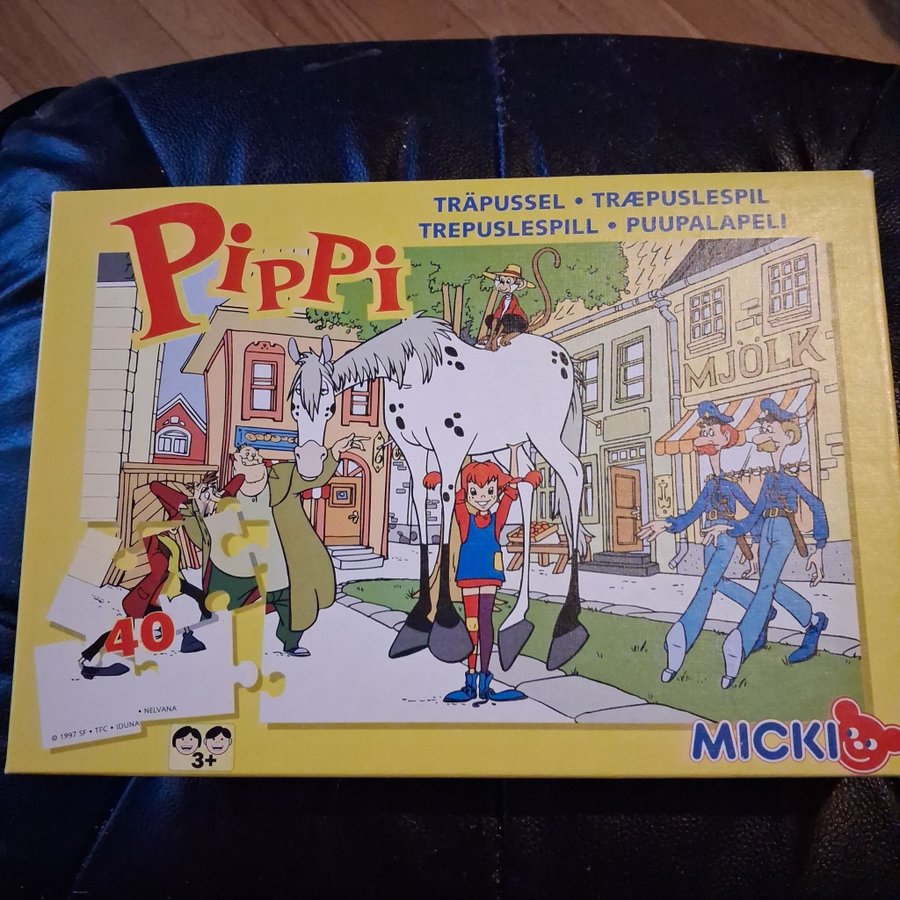 PIPPI
TRÄPUSSEL • TRÆPUSLESPIL
TREPUSLESPILL • PUUPALAPELI
MJÖLK
40
• NELVANA
© 1997 SF • TFC • IDUNA
3+
MICKI